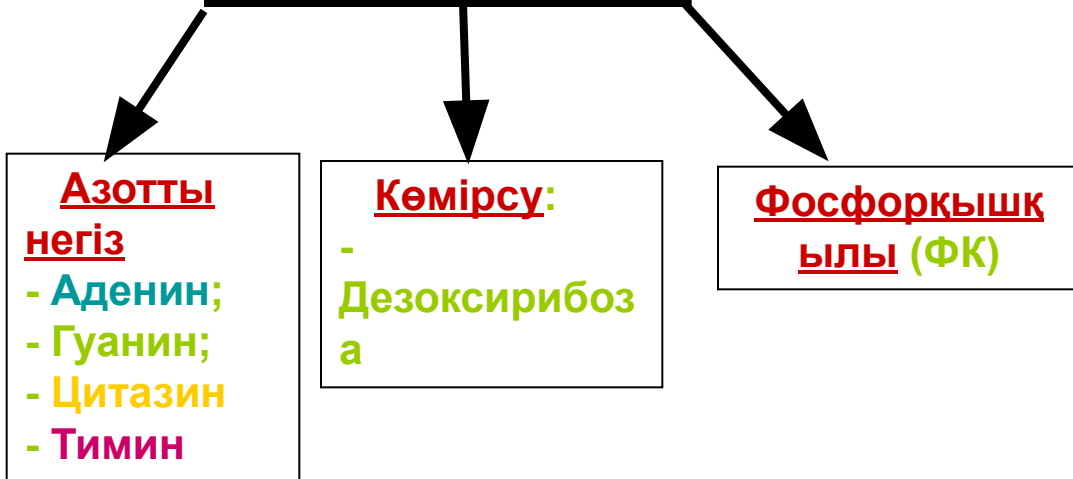 Азотты
негіз
- Аденин;
- Гуанин;
- Цитазин
- Тимин
Көмірсу:
-
Дезоксирибоз
а
Фосфорқышқ
ылы (ФК)